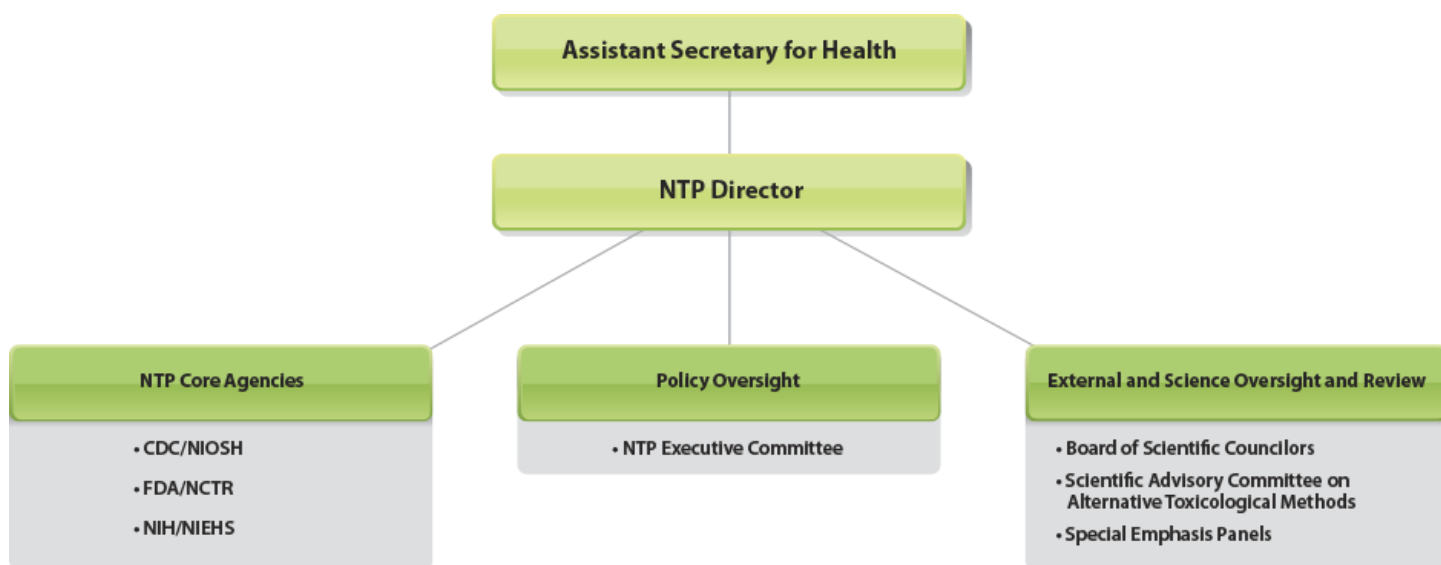 Assistant Secretary for Health
NTP Director
NTP Core Agencies
• CDC/NIOSH
• FDA/NCTR
• NIH/NIEHS
Policy Oversight
• NTP Executive Committee
External and Science Oversight and Review
• Board of Scientific Councilors
• Scientific Advisory Committee on
Alternative Toxicological Methods
• Special Emphasis Panels